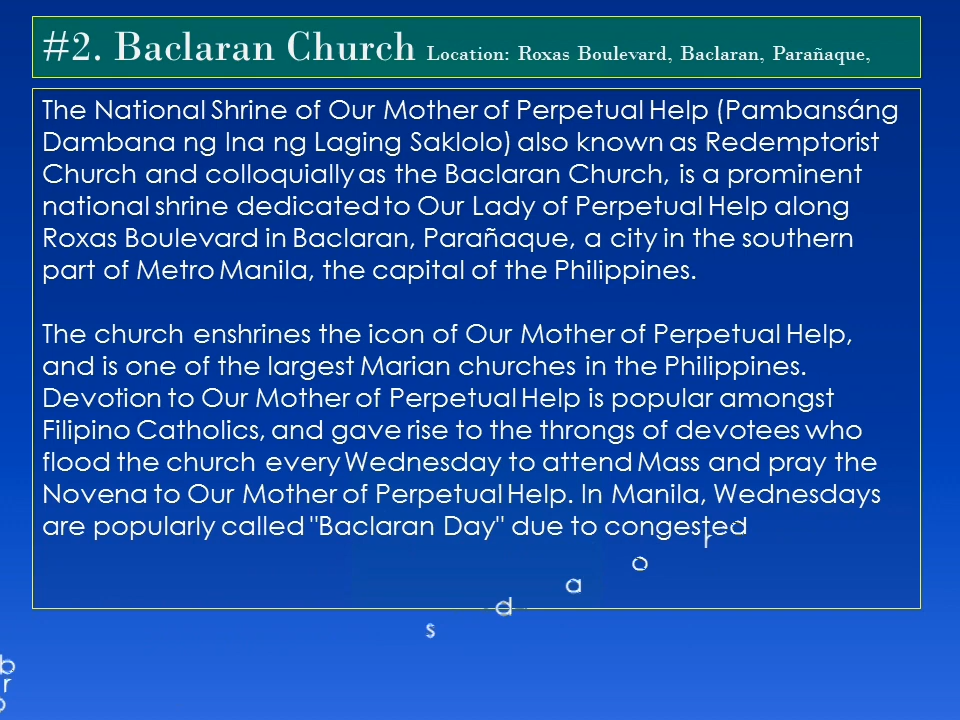 #2. Baclaran Church Location: Roxas Boulevard, Baclaran, Parañaque,
The National Shrine of Our Mother of Perpetual Help (Pambansáng
Dambana ng Ina ng Laging Saklolo) also known as Redemptorist
Church and colloquially as the Baclaran Church, is a prominent
national shrine dedicated to Our Lady of Perpetual Help along
Roxas Boulevard in Baclaran, Parañaque, a city in the southern
part of Metro Manila, the capital of the Philippines.
The church enshrines the icon of Our Mother of Perpetual Help,
and is one of the largest Marian churches in the Philippines.
Devotion to Our Mother of Perpetual Help is popular amongst
Filipino Catholics, and gave rise to the throngs of devotees who
flood the church every Wednesday to attend Mass and pray the
Novena to Our Mother of Perpetual Help. In Manila, Wednesdays
are popularly called "Baclaran Day" due to congested
r o a d s